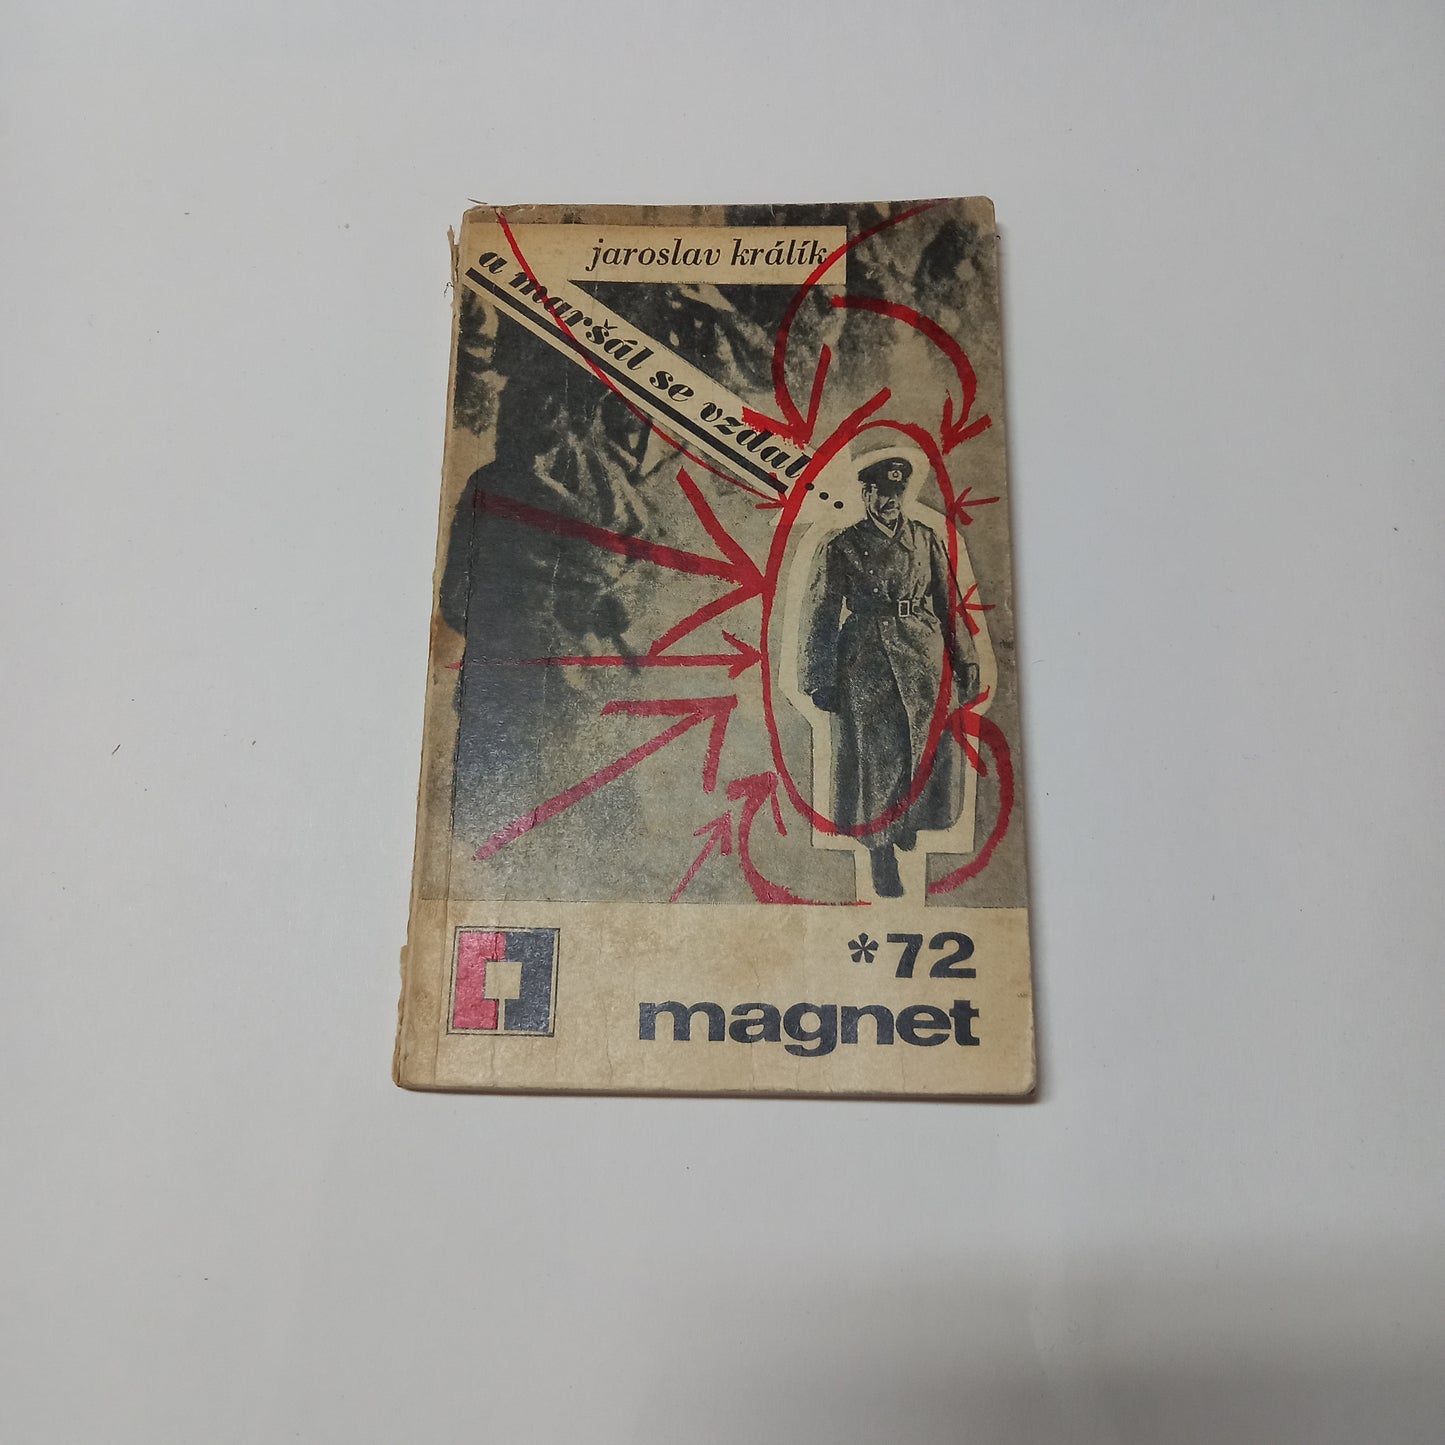 jaroslav králík
a maršál se vzdal...
*72
magnet